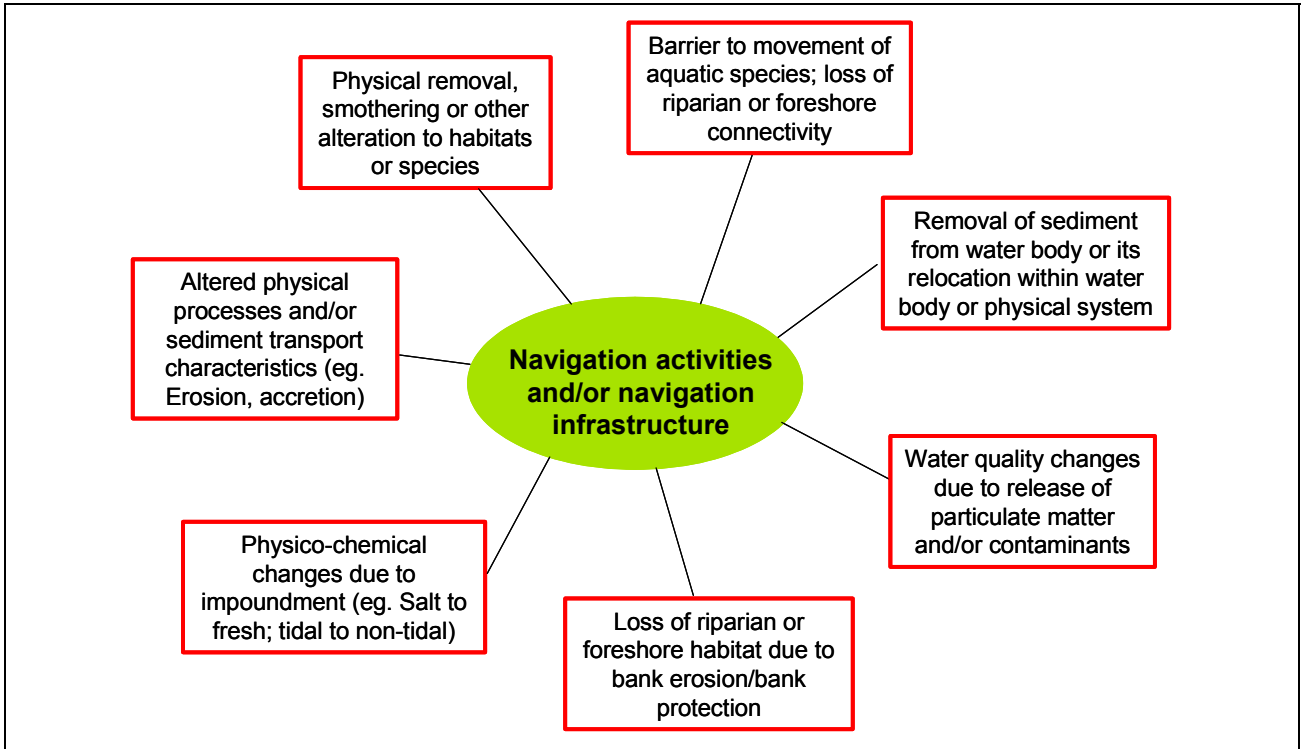 Barrier to movement of
aquatic species; loss of
riparian or foreshore
connectivity
Physical removal,
smothering or other
alteration to habitats
or species
Removal of sediment
from water body or its
relocation within water
body or physical system
Altered physical
processes and/or
sediment transport
characteristics (eg.
Erosion, accretion)
Navigation activities
and/or navigation
infrastructure
Water quality changes
due to release of
particulate matter
and/or contaminants
Physico-chemical
changes due to
impoundment (eg. Salt to
fresh; tidal to non-tidal)
Loss of riparian or
foreshore habitat due to
bank erosion/bank
protection